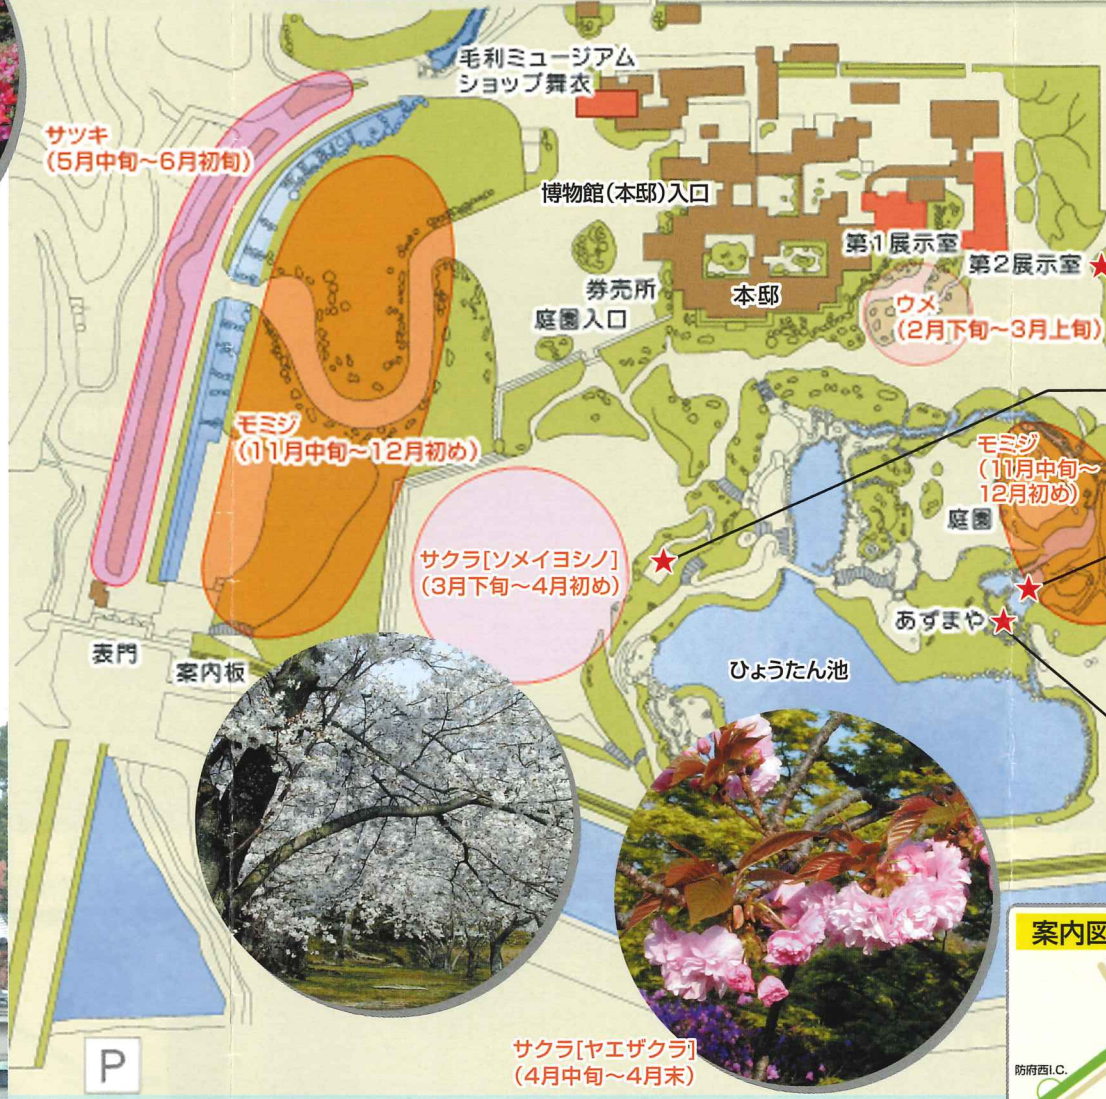 毛利ミュージアム
ショップ舞衣
サツキ
(5月中旬〜6月初旬)
博物館(本邸)入口
第1展示室
第2展示室
券売所
庭園入口
本邸
ウメ
(2月下旬〜3月上旬)
モミジ
(11月中旬〜12月初め)
モミジ
(11月中旬〜
12月初め)
庭園
サクラ[ソメイヨシノ]
(3月下旬〜4月初め)
あずまや
表門
案内板
ひょうたん池
案内図
P
サクラ[ヤエザクラ]
(4月中旬〜4月末)
防府西I.C.